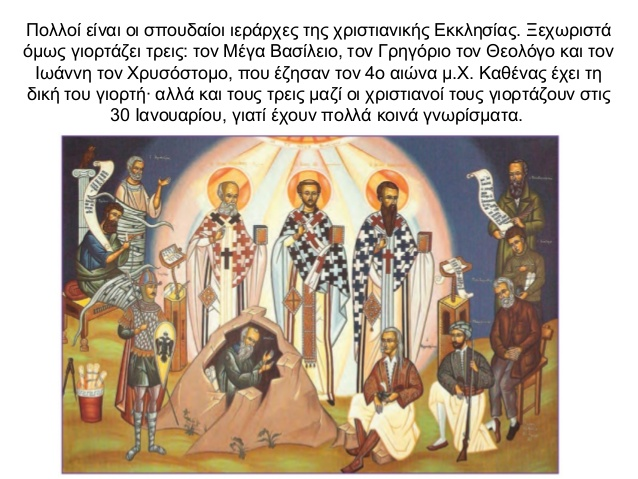 Πολλοί είναι οι σπουδαίοι ιεράρχες της χριστιανικής Εκκλησίας. Ξεχωριστά
όμως γιορτάζει τρεις: τον Μέγα Βασίλειο, τον Γρηγόριο τον Θεολόγο και τον
Ιωάννη τον Χρυσόστομο, που έζησαν τον 4ο αιώνα μ.Χ. Καθένας έχει τη
δική του γιορτή· αλλά και τους τρεις μαζί οι χριστιανοί τους γιορτάζουν στις
30 Ιανουαρίου, γιατί έχουν πολλά κοινά γνωρίσματα.